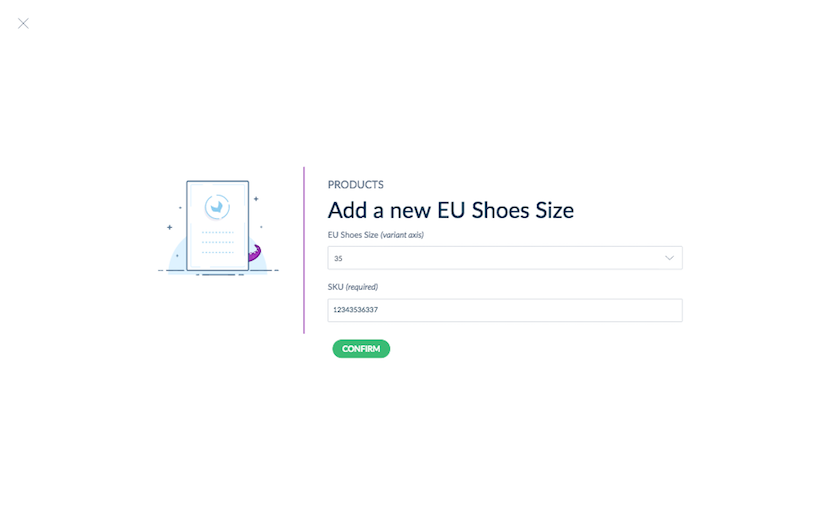 PRODUCTS
Add a new EU Shoes Size
EU Shoes Size (variant axis)
35
SKU (required)
12343536337
CONFIRM